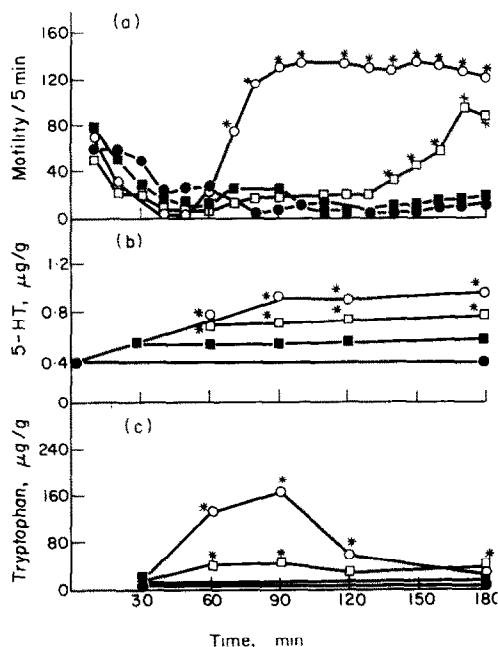 (a)
Motility / 5 min
160
120
80
40
0
(b)
5-HT, μg/g
1·2
0·8
0·4
0
(c)
Tryptophan, μg/g
240
160
80
0
30
60
90
120
150
180
Time, min